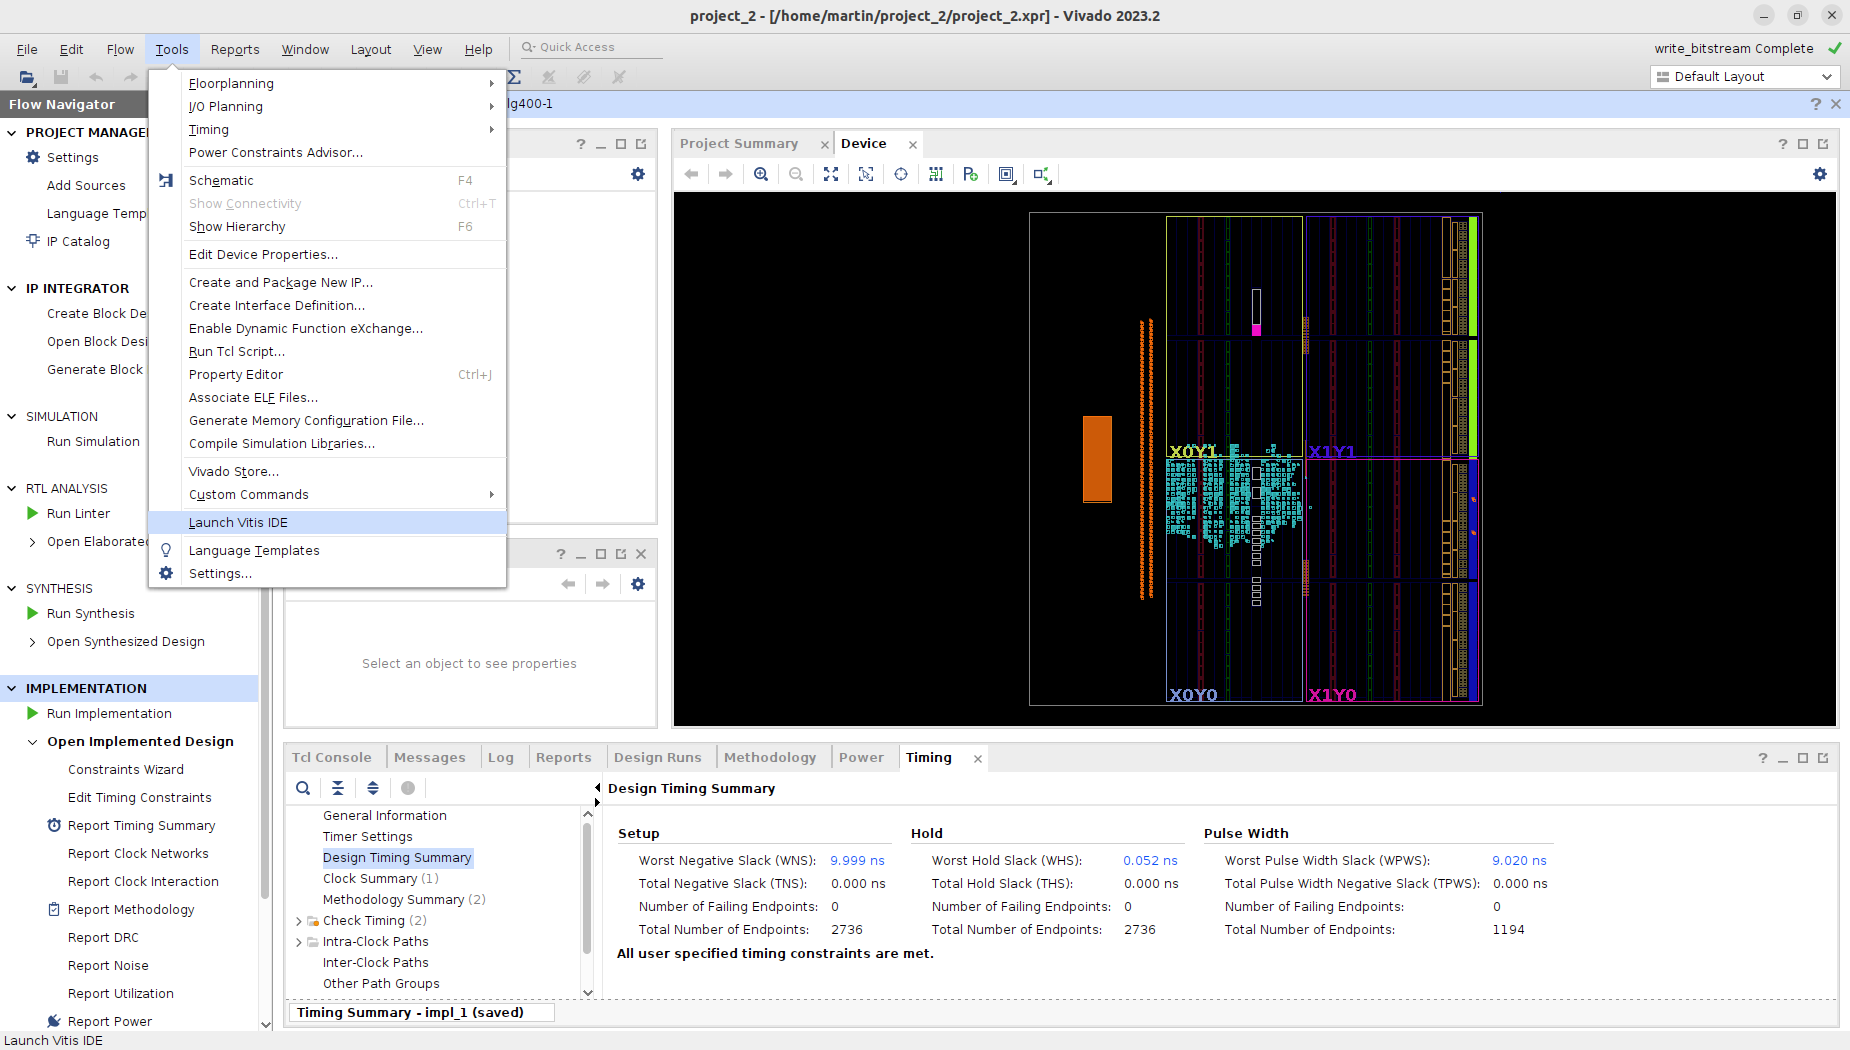 project_2 - [/home/martin/project_2/project_2.xpr] - Vivado 2023.2
File Edit Flow Tools Reports Window Layout View Help Quick Access
write_bitstream Complete
Default Layout
Flow Navigator
lg400-1
PROJECT MANAGE
Settings
Add Sources
Language Temp
IP Catalog
IP INTEGRATOR
Create Block De
Open Block Desi
Generate Block
SIMULATION
Run Simulation
RTL ANALYSIS
Run Linter
Open Elaborate
SYNTHESIS
Run Synthesis
Open Synthesized Design
IMPLEMENTATION
Run Implementation
Open Implemented Design
Constraints Wizard
Edit Timing Constraints
Report Timing Summary
Report Clock Networks
Report Clock Interaction
Report Methodology
Report DRC
Report Noise
Report Utilization
Report Power
Floorplanning
I/O Planning
Timing
Power Constraints Advisor...
Schematic F4
Show Connectivity Ctrl+T
Show Hierarchy F6
Edit Device Properties...
Create and Package New IP...
Create Interface Definition...
Enable Dynamic Function eXchange...
Run Tcl Script...
Property Editor Ctrl+J
Associate ELF Files...
Generate Memory Configuration File...
Compile Simulation Libraries...
Vivado Store...
Custom Commands
Launch Vitis IDE
Language Templates
Settings...
Select an object to see properties
Project Summary Device
X0Y1 X1Y1
X0Y0 X1Y0
Tcl Console Messages Log Reports Design Runs Methodology Power Timing
General Information
Timer Settings
Design Timing Summary
Clock Summary (1)
Methodology Summary (2)
Check Timing (2)
Intra-Clock Paths
Inter-Clock Paths
Other Path Groups
Design Timing Summary
Setup Hold Pulse Width
Worst Negative Slack (WNS): 9.999 ns Worst Hold Slack (WHS): 0.052 ns Worst Pulse Width Slack (WPWS): 9.020 ns
Total Negative Slack (TNS): 0.000 ns Total Hold Slack (THS): 0.000 ns Total Pulse Width Negative Slack (TPWS): 0.000 ns
Number of Failing Endpoints: 0 Number of Failing Endpoints: 0 Number of Failing Endpoints: 0
Total Number of Endpoints: 2736 Total Number of Endpoints: 2736 Total Number of Endpoints: 1194
All user specified timing constraints are met.
Timing Summary - impl_1 (saved)
Launch Vitis IDE